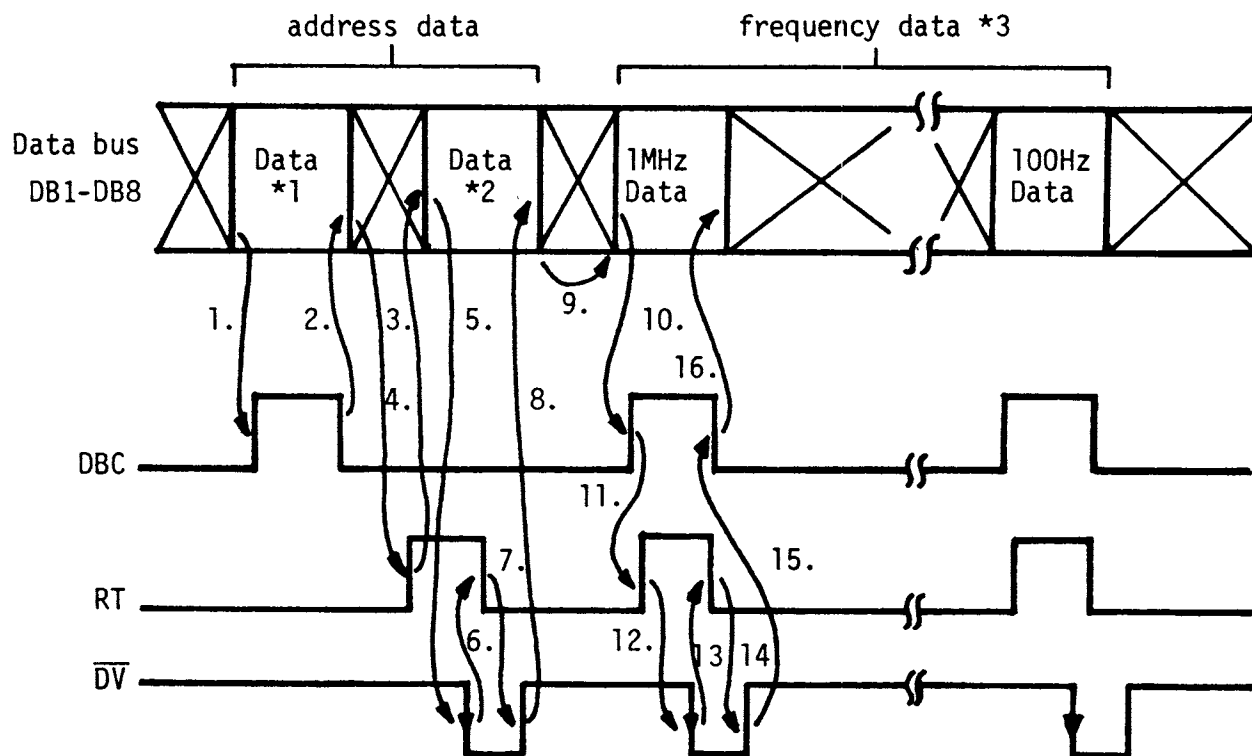 address data
frequency data *3
Data bus
DB1-DB8
Data
*1
Data
*2
1MHz
Data
100Hz
Data
1.
2.
3.
5.
9.
10.
16.
4.
8.
DBC
11.
7.
15.
RT
6.
12.
13
14
DV